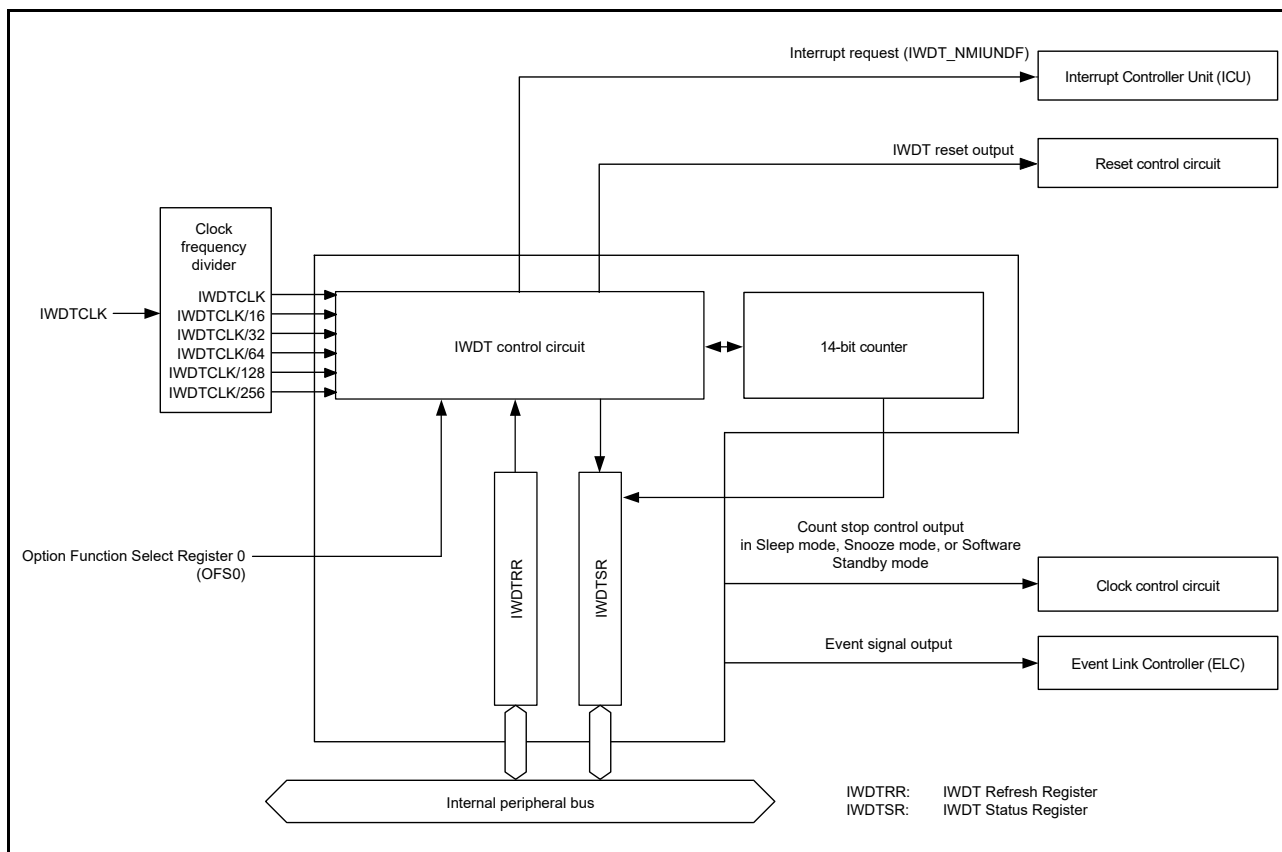 Interrupt request (IWDT_NMIUNDF)
Interrupt Controller Unit (ICU)
IWDT reset output
Reset control circuit
Clock
frequency
divider
IWDTCLK
IWDTCLK
IWDTCLK/16
IWDTCLK/32
IWDTCLK/64
IWDTCLK/128
IWDTCLK/256
IWDT control circuit
14-bit counter
Option Function Select Register 0
(OFS0)
IWDTRR
IWDTSR
Count stop control output
in Sleep mode, Snooze mode, or Software
Standby mode
Clock control circuit
Event signal output
Event Link Controller (ELC)
Internal peripheral bus
IWDTRR: IWDT Refresh Register
IWDTSR: IWDT Status Register